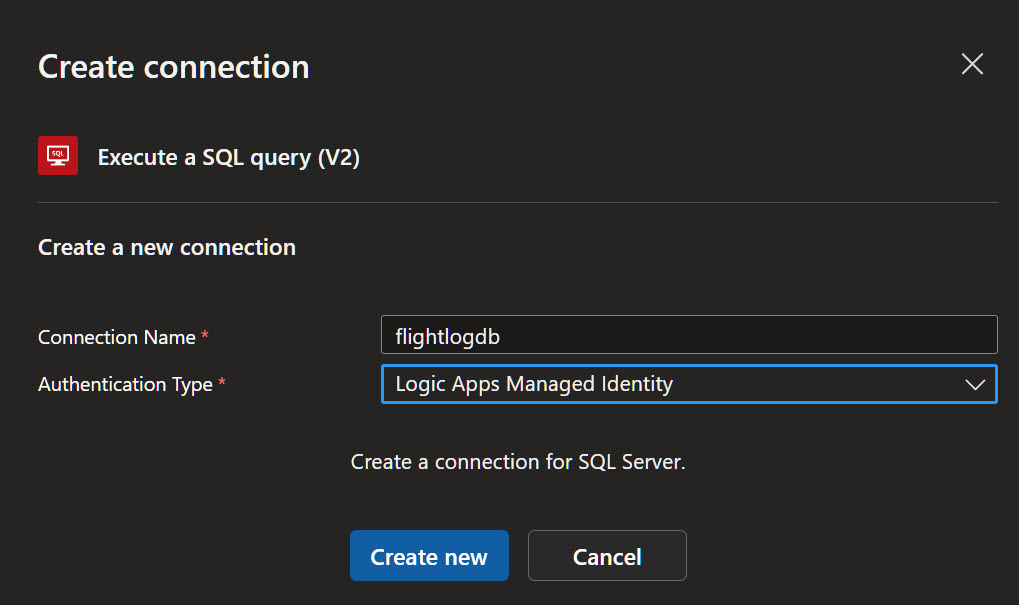 Create connection
SQL
Execute a SQL query (V2)
Create a new connection
Connection Name *
flightlogdb
Authentication Type *
Logic Apps Managed Identity
Create a connection for SQL Server.
Create new
Cancel